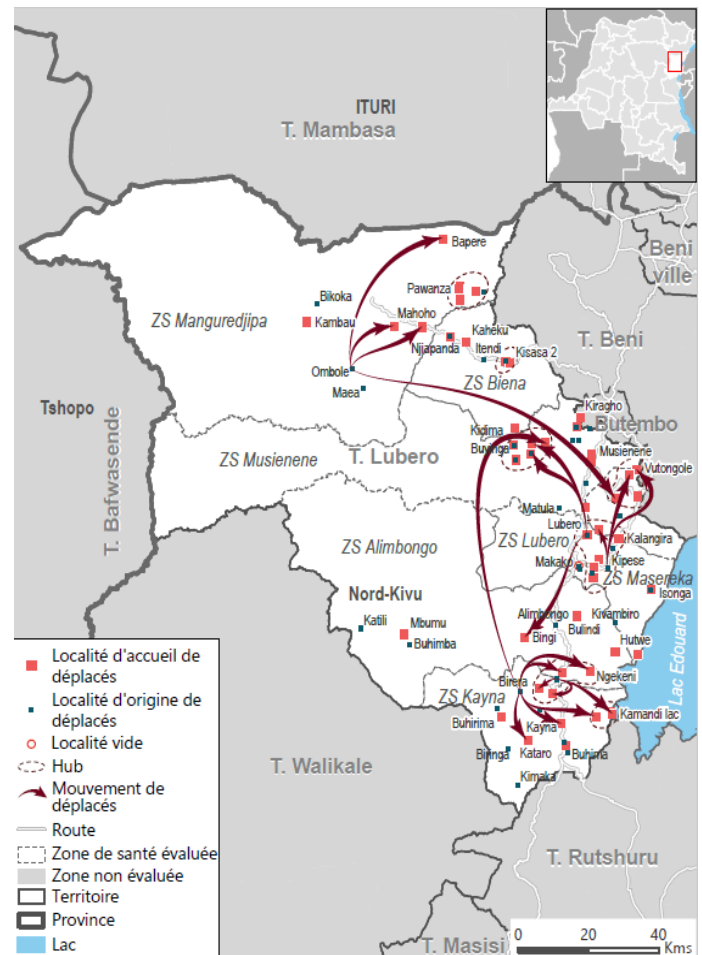 ITURI
T. Mambasa
Beni
ville
Bapere
Pawanza
Bikoka
ZS Manguredjipa
Kambau
Mahoho
Kaheku
T. Beni
Njiapanda
Itendi
Kisasa 2
Ombole
ZS Biena
Maea
Tshopo
Kiragho
Butembo
T. Bafwasende
Kidima
Musienene
ZS Musienene
T. Lubero
Buyinga
Vutongole
Matula
Lubero
ZS Lubero
Kalangira
ZS Alimbongo
Makako
Kipese
ZS Masereka
Isonga
Nord-Kivu
Alimbongo
Kivambiro
Katili
Mbumu
Bulindi
Bingi
Hutwe
Buhimba
Lac Edouard
Birera
Ngekeni
ZS Kayna
Buhirima
Kayna
Kamandi lac
Biringa
Kataro
Buhima
T. Walikale
Kimaka
T. Rutshuru
T. Masisi
Localité d'accueil de
déplacés
Localité d'origine de
déplacés
Localité vide
Hub
Mouvement de
déplacés
Route
Zone de santé évaluée
Zone non évaluée
Territoire
Province
Lac
0 20 40
Kms